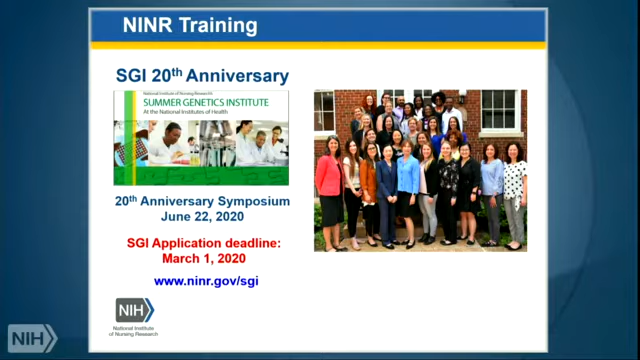 NINR Training
SGI 20th Anniversary
National Institute of Nursing Research's
SUMMER GENETICS INSTITUTE
At the National Institutes of Health
20th Anniversary Symposium
June 22, 2020
SGI Application deadline:
March 1, 2020
www.ninr.gov/sgi
NIH
National Institute
of Nursing Research
NIH